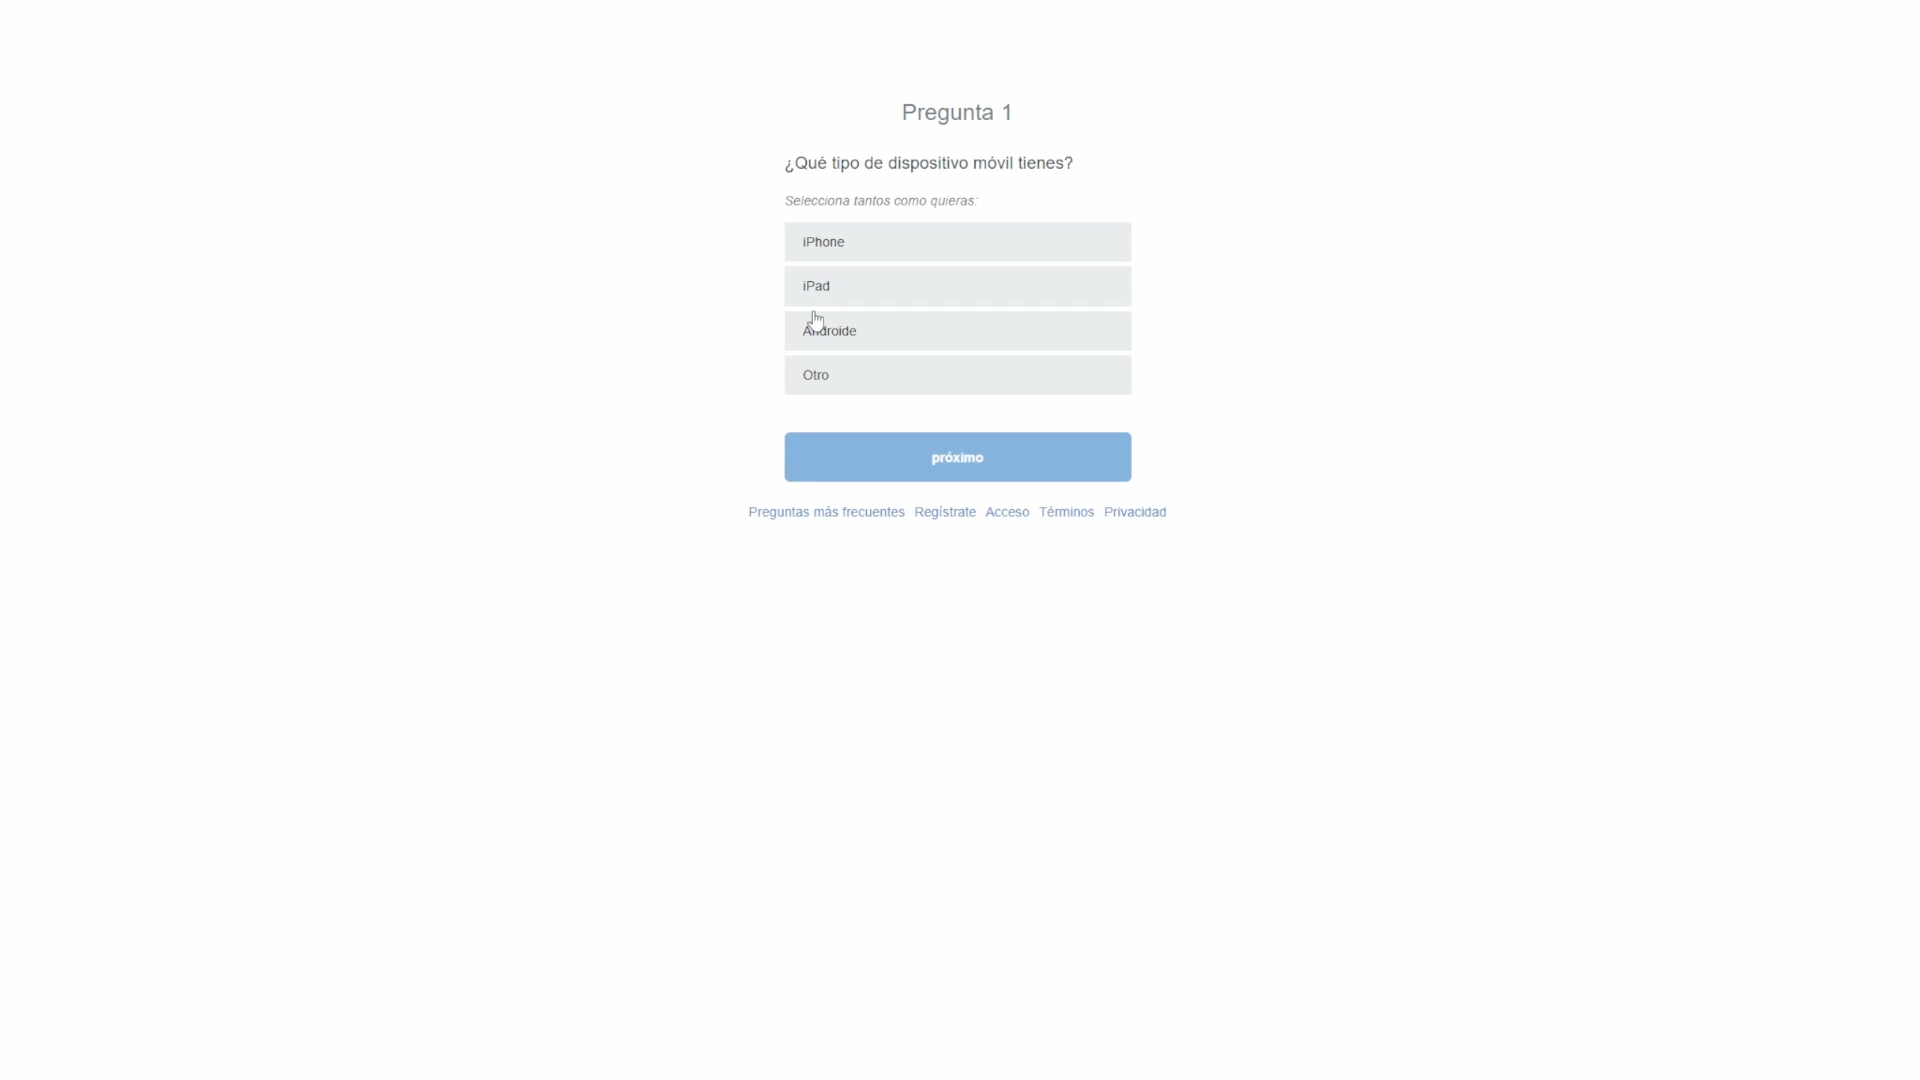 Pregunta 1
¿Qué tipo de dispositivo móvil tienes?
Selecciona tantos como quieras:
iPhone
iPad
Androide
Otro
próximo
Preguntas más frecuentes Regístrate Acceso Términos Privacidad